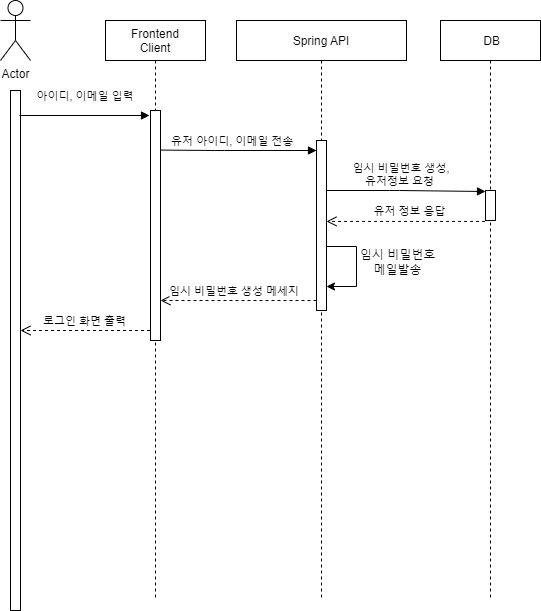 Frontend
Client
Spring API
DB
Actor
아이디, 이메일 입력
유저 아이디, 이메일 전송
임시 비밀번호 생성,
유저정보 요청
유저 정보 응답
임시 비밀번호
메일발송
임시 비밀번호 생성 메세지
로그인 화면 출력